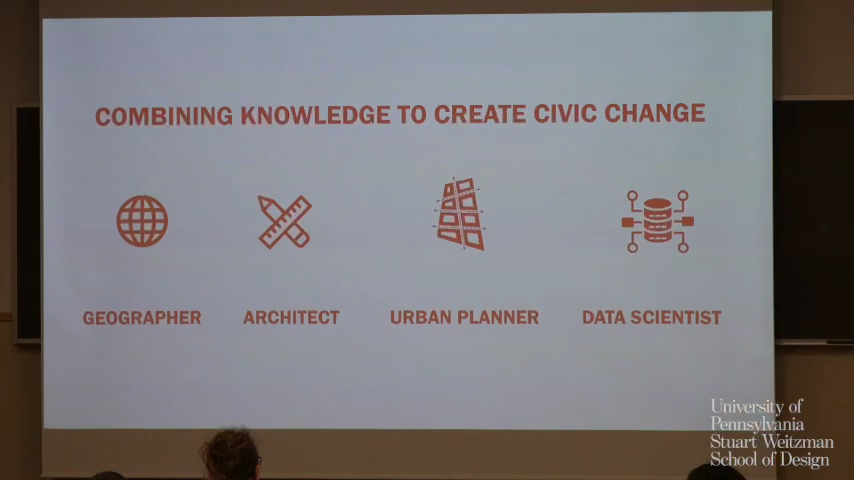 COMBINING KNOWLEDGE TO CREATE CIVIC CHANGE
GEOGRAPHER
ARCHITECT
URBAN PLANNER
DATA SCIENTIST
University of
Pennsylvania
Stuart Weitzman
School of Design